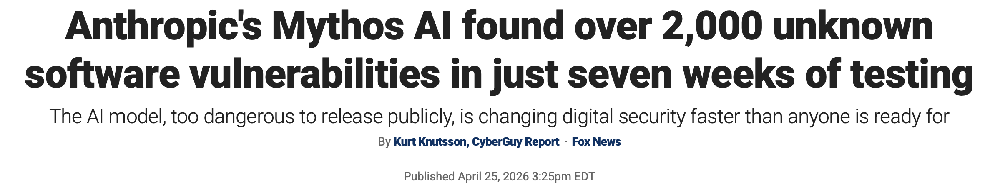 Anthropic's Mythos AI found over 2,000 unknown
software vulnerabilities in just seven weeks of testing
The AI model, too dangerous to release publicly, is changing digital security faster than anyone is ready for
By Kurt Knutsson, CyberGuy Report · Fox News
Published April 25, 2026 3:25pm EDT